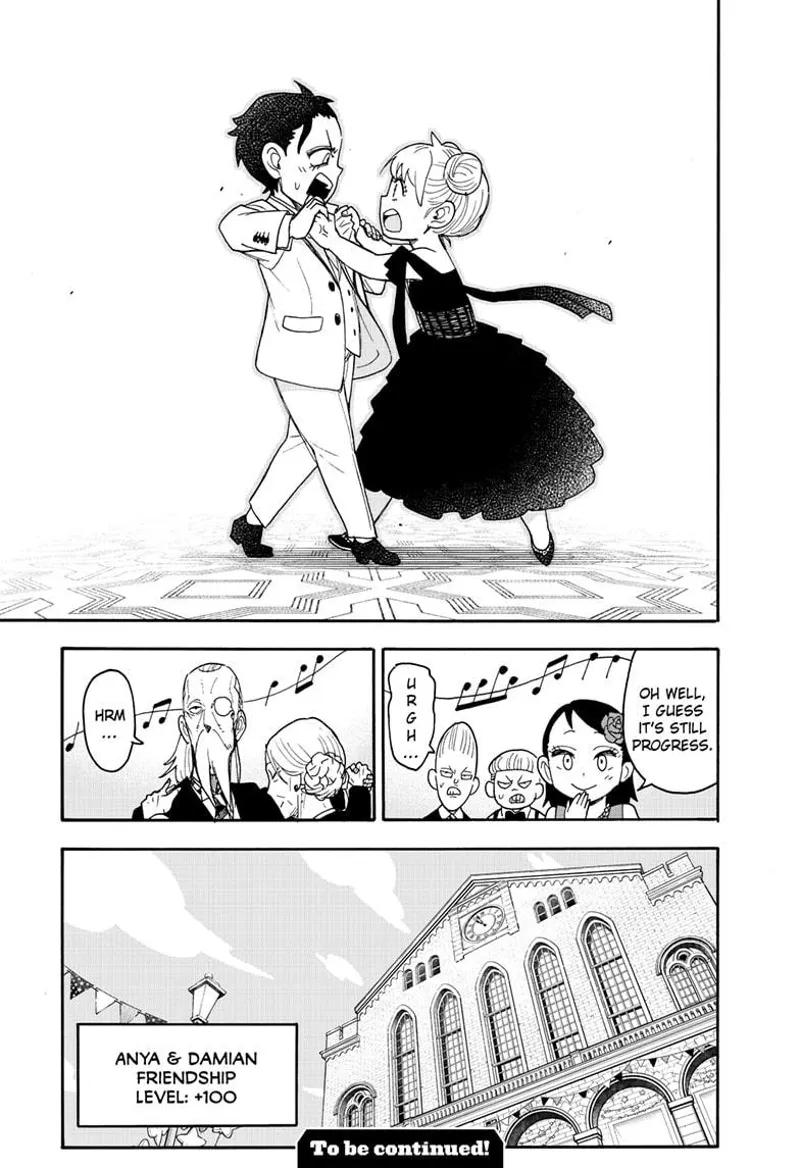 OH WELL,
I GUESS
IT'S STILL
PROGRESS.
URGH...
HRM
...
ANYA & DAMIAN
FRIENDSHIP
LEVEL: +100
To be continued!